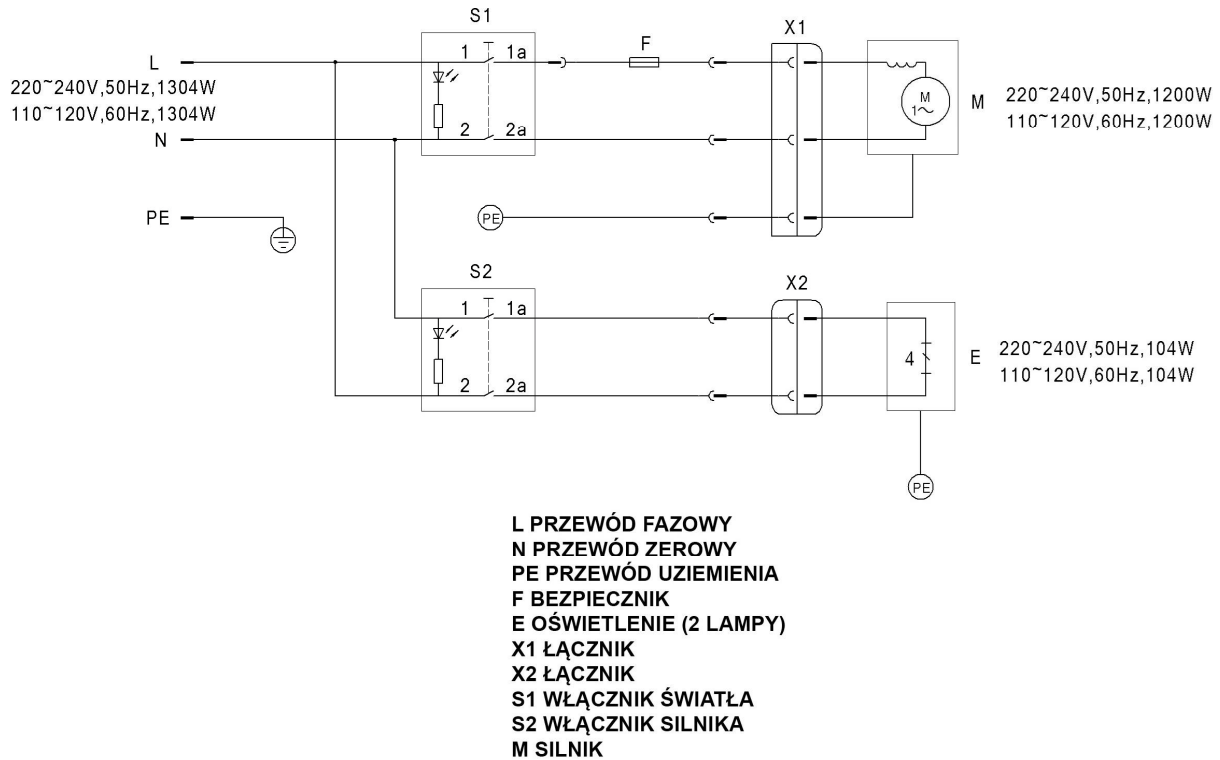 S1
X1
F
1 1a
L
220~240V,50Hz,1304W
110~120V,60Hz,1304W
M
1~
M
220~240V,50Hz,1200W
110~120V,60Hz,1200W
2 2a
N
PE
PE
S2
X2
1 1a
4
E
220~240V,50Hz,104W
110~120V,60Hz,104W
2 2a
PE
L PRZEWÓD FAZOWY
N PRZEWÓD ZEROWY
PE PRZEWÓD UZIEMIENIA
F BEZPIECZNIK
E OŚWIETLENIE (2 LAMPY)
X1 ŁĄCZNIK
X2 ŁĄCZNIK
S1 WŁĄCZNIK ŚWIATŁA
S2 WŁĄCZNIK SILNIKA
M SILNIK